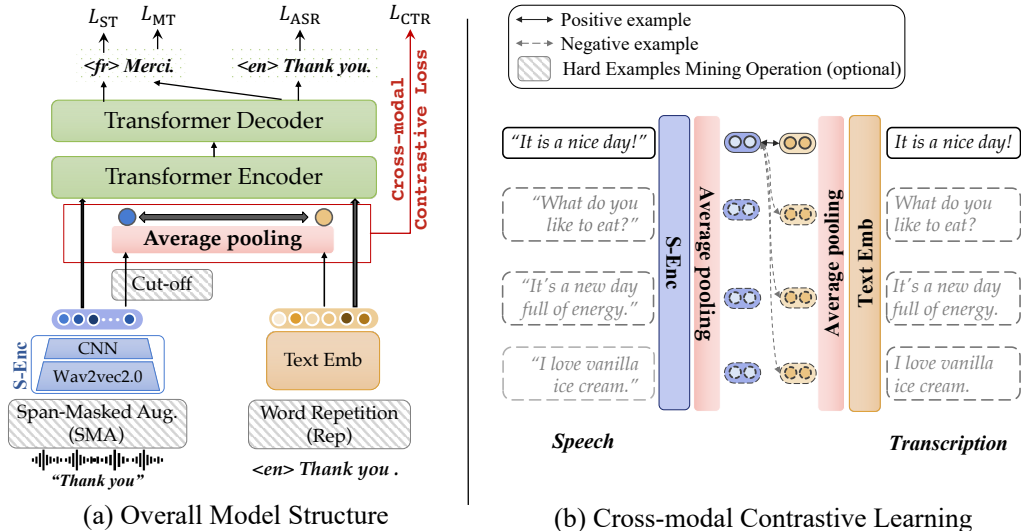 L_ST L_MT L_ASR L_CTR
<fr> Merci. <en> Thank you.
Cross-modal
Contrastive Loss
Transformer Decoder
Transformer Encoder
Average pooling
Cut-off
S-Enc
CNN
Wav2vec2.0
Text Emb
Span-Masked Aug.
(SMA)
Word Repetition
(Rep)
“Thank you”
<en> Thank you .
(a) Overall Model Structure
Positive example
Negative example
Hard Examples Mining Operation (optional)
“It is a nice day!”
“What do you
like to eat?”
“It’s a new day
full of energy.”
“I love vanilla
ice cream.”
S-Enc
Average pooling
Average pooling
Text Emb
It is a nice day!
What do you
like to eat?
It’s a new day
full of energy.
I love vanilla
ice cream.
Speech
Transcription
(b) Cross-modal Contrastive Learning